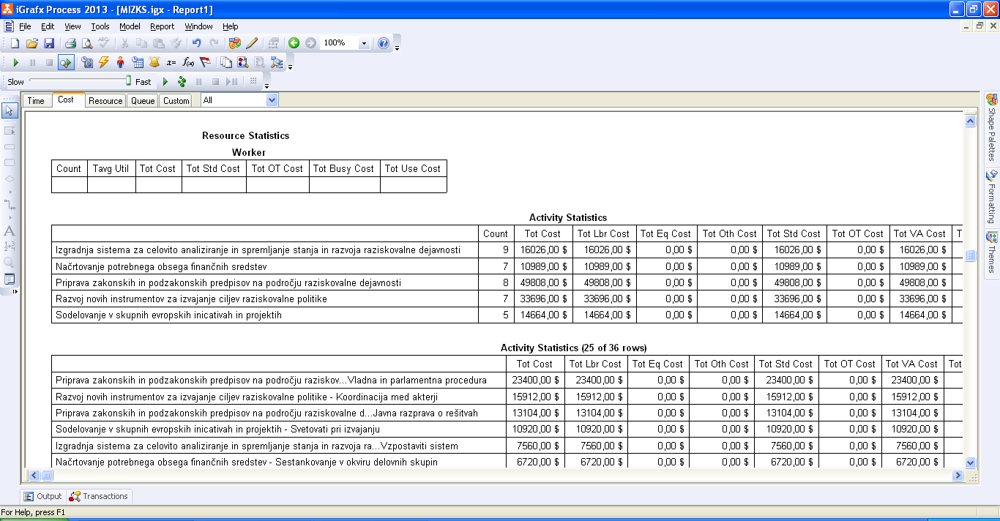 iGrafx Process 2013 - [MIZKS.igx - Report1]
File Edit View Tools Model Report Window Help
100%
Slow Fast
Time Cost Resource Queue Custom All
Resource Statistics
Worker
Count Tavg Util Tot Cost Tot Std Cost Tot OT Cost Tot Busy Cost Tot Use Cost
Activity Statistics
Count Tot Cost Tot Lbr Cost Tot Eq Cost Tot Oth Cost Tot Std Cost Tot OT Cost Tot VA Cost T
Izgradnja sistema za celovito analiziranje in spremljanje stanja in razvoja raziskovalne dejavnosti 9 16026,00 $ 16026,00 $ 0,00 $ 0,00 $ 16026,00 $ 0,00 $ 16026,00 $
Načrtovanje potrebnega obsega finančnih sredstev 7 10989,00 $ 10989,00 $ 0,00 $ 0,00 $ 10989,00 $ 0,00 $ 10989,00 $
Priprava zakonskih in podzakonskih predpisov na področju raziskovalne dejavnosti 8 49808,00 $ 49808,00 $ 0,00 $ 0,00 $ 49808,00 $ 0,00 $ 49808,00 $
Razvoj novih instrumentov za izvajanje ciljev raziskovalne politike 7 33696,00 $ 33696,00 $ 0,00 $ 0,00 $ 33696,00 $ 0,00 $ 33696,00 $
Sodelovanje v skupnih evropskih inicativah in projektih 5 14664,00 $ 14664,00 $ 0,00 $ 0,00 $ 14664,00 $ 0,00 $ 14664,00 $
Activity Statistics (25 of 36 rows)
Tot Cost Tot Lbr Cost Tot Eq Cost Tot Oth Cost Tot Std Cost Tot OT Cost Tot VA Cost Tot
Priprava zakonskih in podzakonskih predpisov na področju raziskov...Vladna in parlamentna procedura 23400,00 $ 23400,00 $ 0,00 $ 0,00 $ 23400,00 $ 0,00 $ 23400,00 $
Razvoj novih instrumentov za izvajanje ciljev raziskovalne politike - Koordinacija med akterji 15912,00 $ 15912,00 $ 0,00 $ 0,00 $ 15912,00 $ 0,00 $ 15912,00 $
Priprava zakonskih in podzakonskih predpisov na področju raziskovalne d...Javna razprava o rešitvah 13104,00 $ 13104,00 $ 0,00 $ 0,00 $ 13104,00 $ 0,00 $ 13104,00 $
Sodelovanje v skupnih evropskih inicativah in projektih - Svetovati pri izvajanju 10920,00 $ 10920,00 $ 0,00 $ 0,00 $ 10920,00 $ 0,00 $ 10920,00 $
Izgradnja sistema za celovito analiziranje in spremljanje stanja in razvoja ra...Vzpostaviti sistem 7560,00 $ 7560,00 $ 0,00 $ 0,00 $ 7560,00 $ 0,00 $ 7560,00 $
Načrtovanje potrebnega obsega finančnih sredstev - Sestankovanje v okviru delovnih skupin 6720,00 $ 6720,00 $ 0,00 $ 0,00 $ 6720,00 $ 0,00 $ 6720,00 $
Shape Palettes
Formatting
Themes
Output Transactions
For Help, press F1